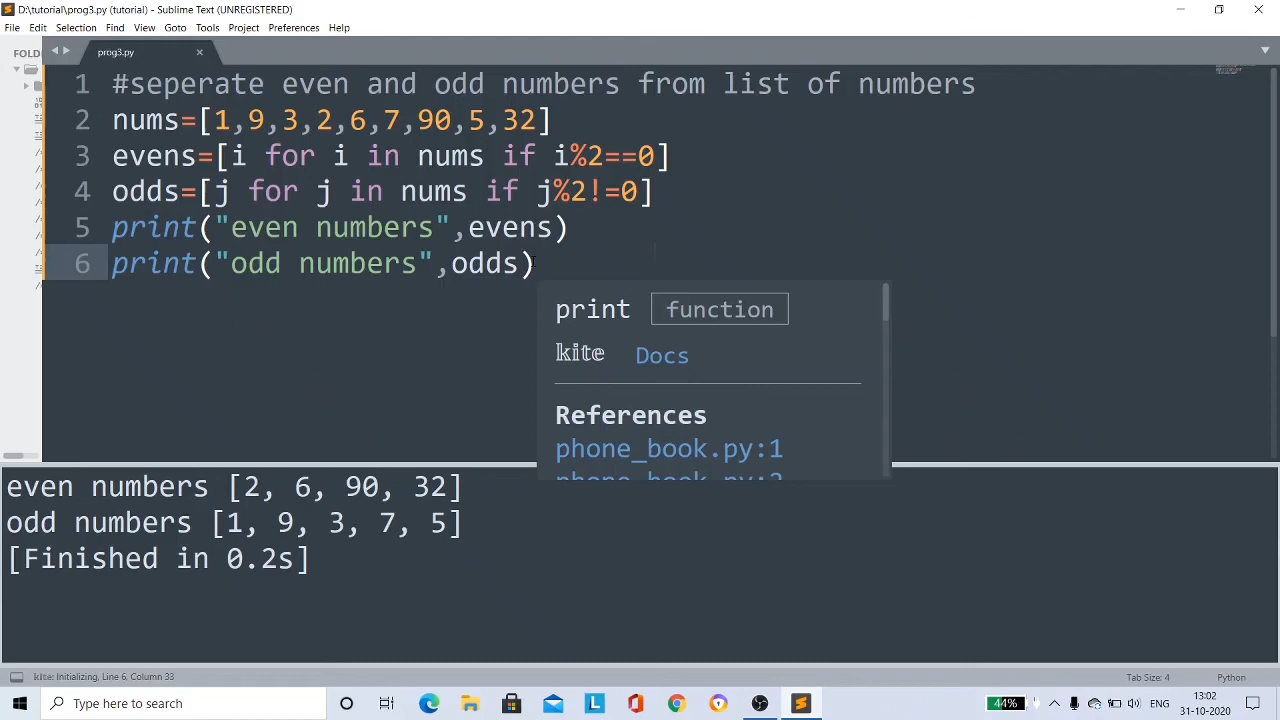 D:\tutorial\prog3.py (tutorial) - Sublime Text (UNREGISTERED)
File Edit Selection Find View Goto Tools Project Preferences Help
FOLD
prog3.py
1 #seperate even and odd numbers from list of numbers
2 nums=[1,9,3,2,6,7,90,5,32]
3 evens=[i for i in nums if i%2==0]
4 odds=[j for j in nums if j%2!=0]
5 print("even numbers",evens)
6 print("odd numbers",odds)
print function
kite Docs
References
phone_book.py:1
phone_book.py:2
even numbers [2, 6, 90, 32]
odd numbers [1, 9, 3, 7, 5]
[Finished in 0.2s]
kite: Initializing, Line 6, Column 33
Tab Size: 4
Python
Type here to search
44%
ENG
13:02
31-10-2020